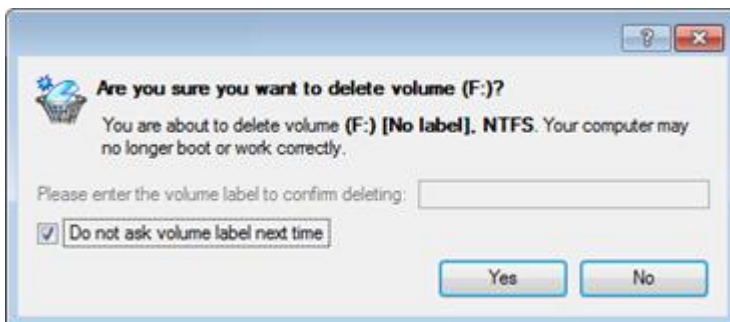 Are you sure you want to delete volume (F:)?
You are about to delete volume (F:) [No label], NTFS. Your computer may
no longer boot or work correctly.
Please enter the volume label to confirm deleting:
Do not ask volume label next time
Yes No